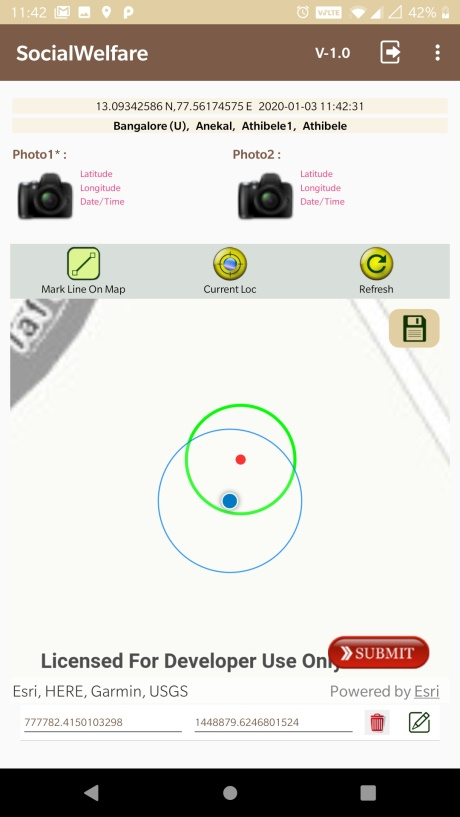 11:42 VoLTE 42%
SocialWelfare V-1.0
13.09342586 N,77.56174575 E 2020-01-03 11:42:31
Bangalore (U), Anekal, Athibele1, Athibele
Photo1* : Photo2 :
Latitude Latitude
Longitude Longitude
Date/Time Date/Time
Mark Line On Map Current Loc Refresh
Licensed For Developer Use Only
SUBMIT
Esri, HERE, Garmin, USGS Powered by Esri
777782.4150103298 1448879.6246801524